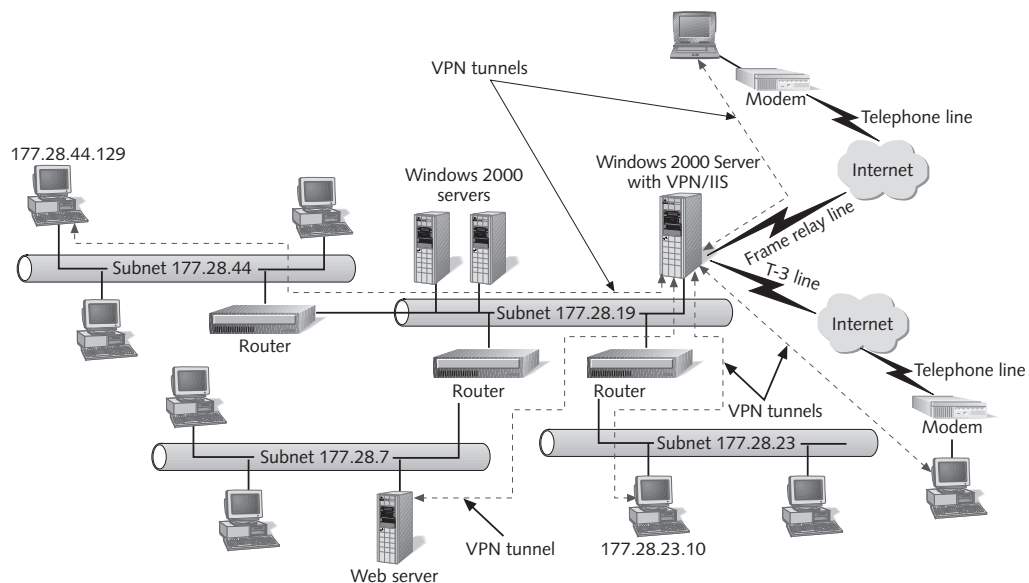 VPN tunnels
Modem
Telephone line
Internet
177.28.44.129
Windows 2000
servers
Windows 2000 Server
with VPN/IIS
Frame relay line
Subnet 177.28.44
T-3 line
Subnet 177.28.19
Internet
Router
Telephone line
Router
Router
VPN tunnels
Modem
Subnet 177.28.7
Subnet 177.28.23
VPN tunnel
177.28.23.10
Web server